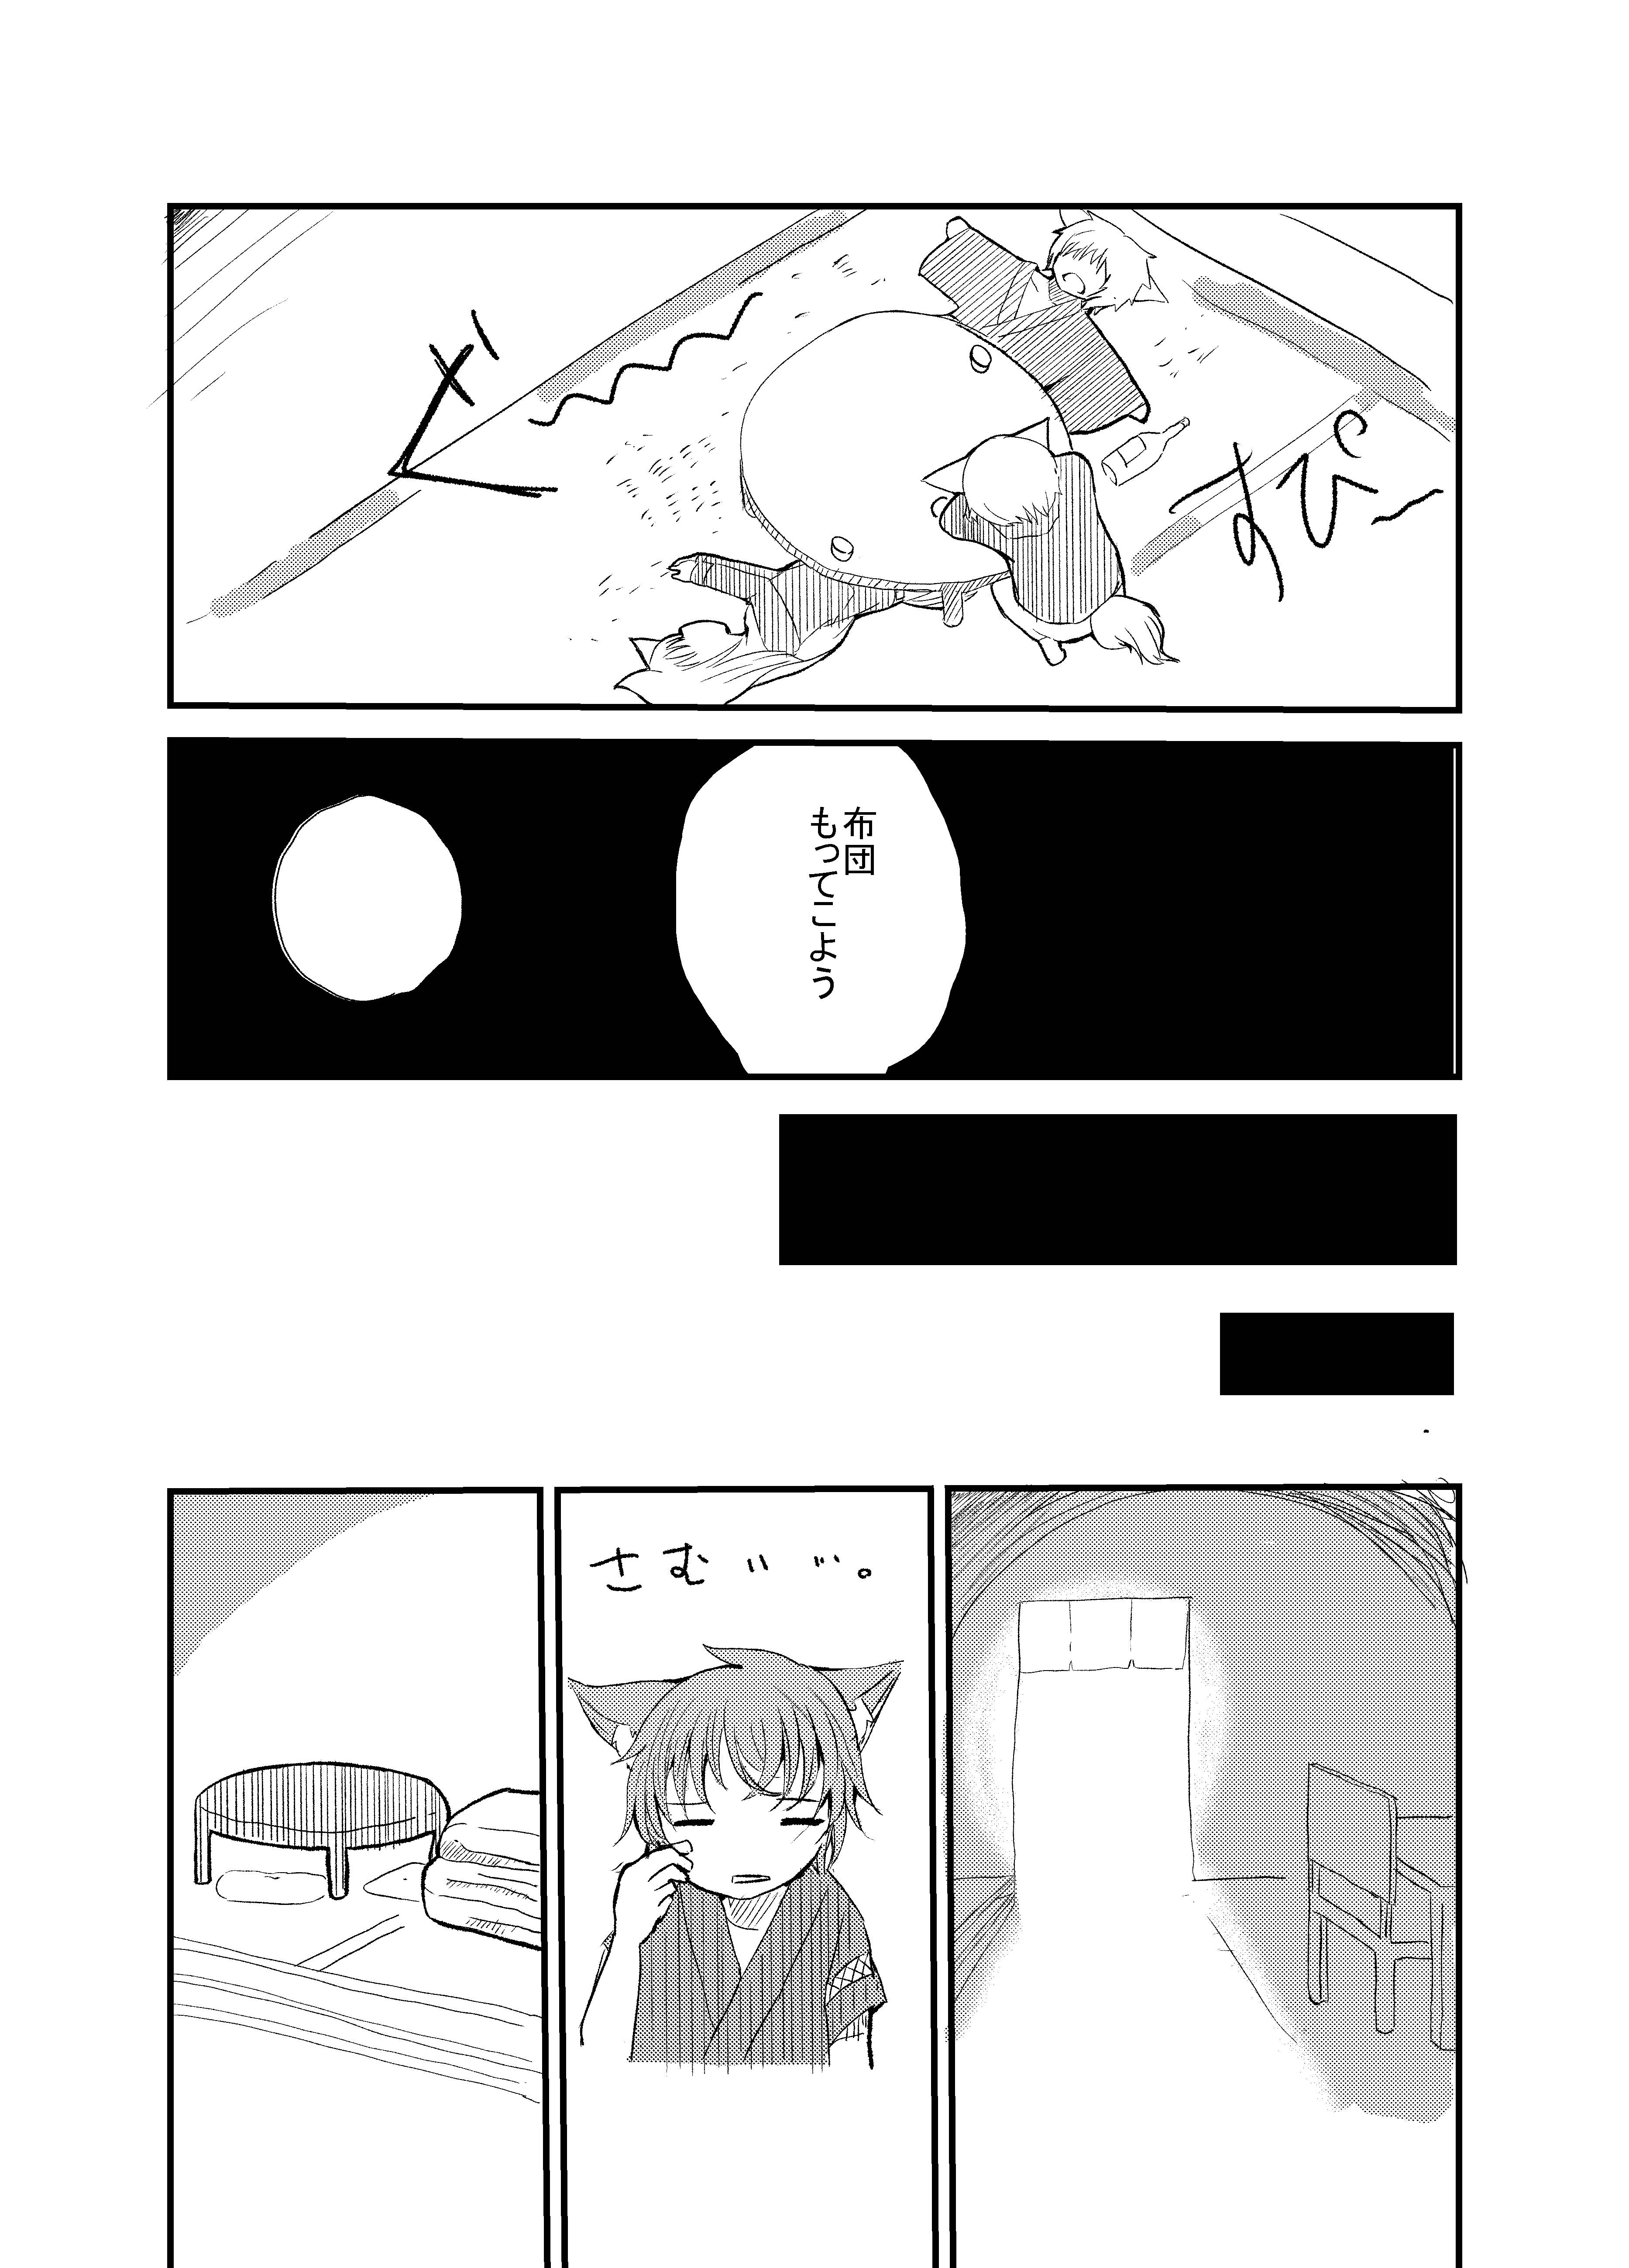 すぴ〜
ぐ〜
布団
もってこよう
さむい…。